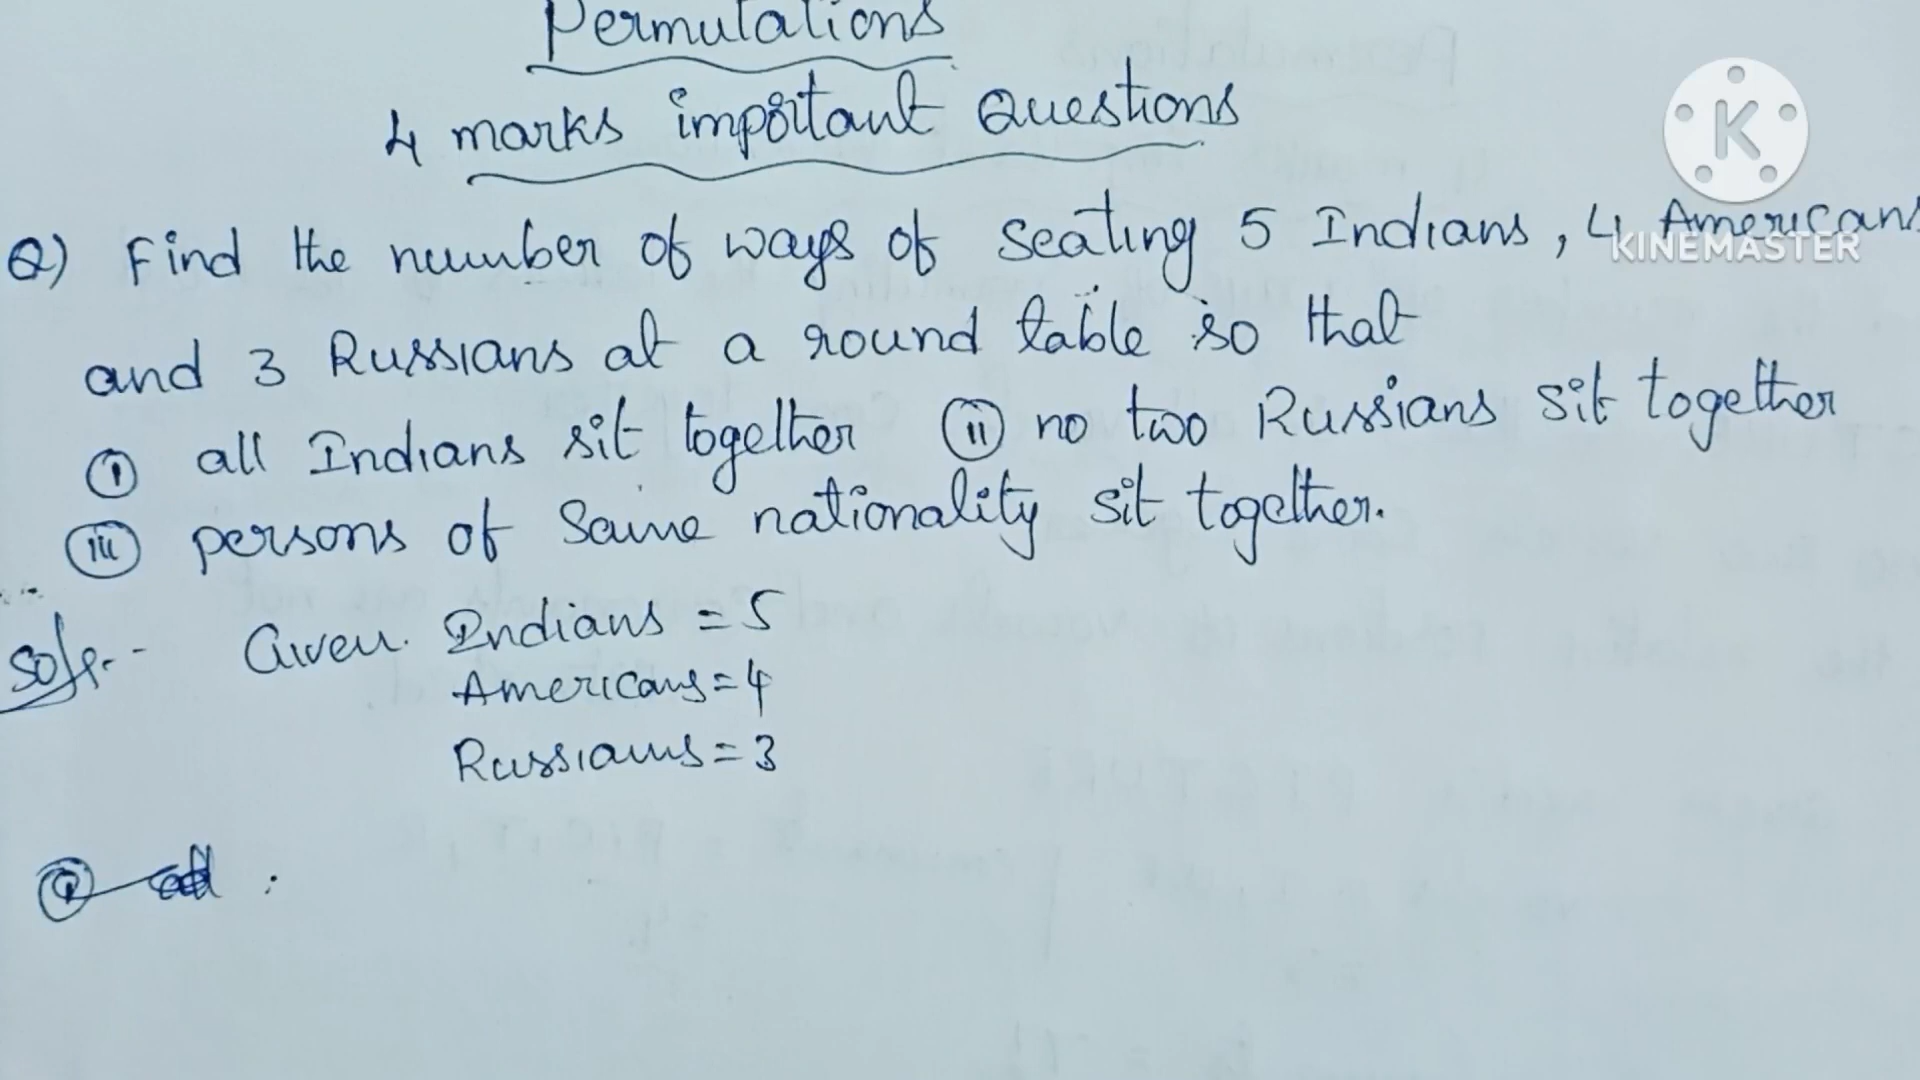 Permutations
4 marks important Questions
Q) Find the number of ways of seating 5 Indians, 4 Americans
and 3 Russians at a round table so that
(i) all Indians sit together (ii) no two Russians sit together
(iii) persons of same nationality sit together.
Soln:- Given. Indians = 5
Americans = 4
Russians = 3
K
KINEMASTER